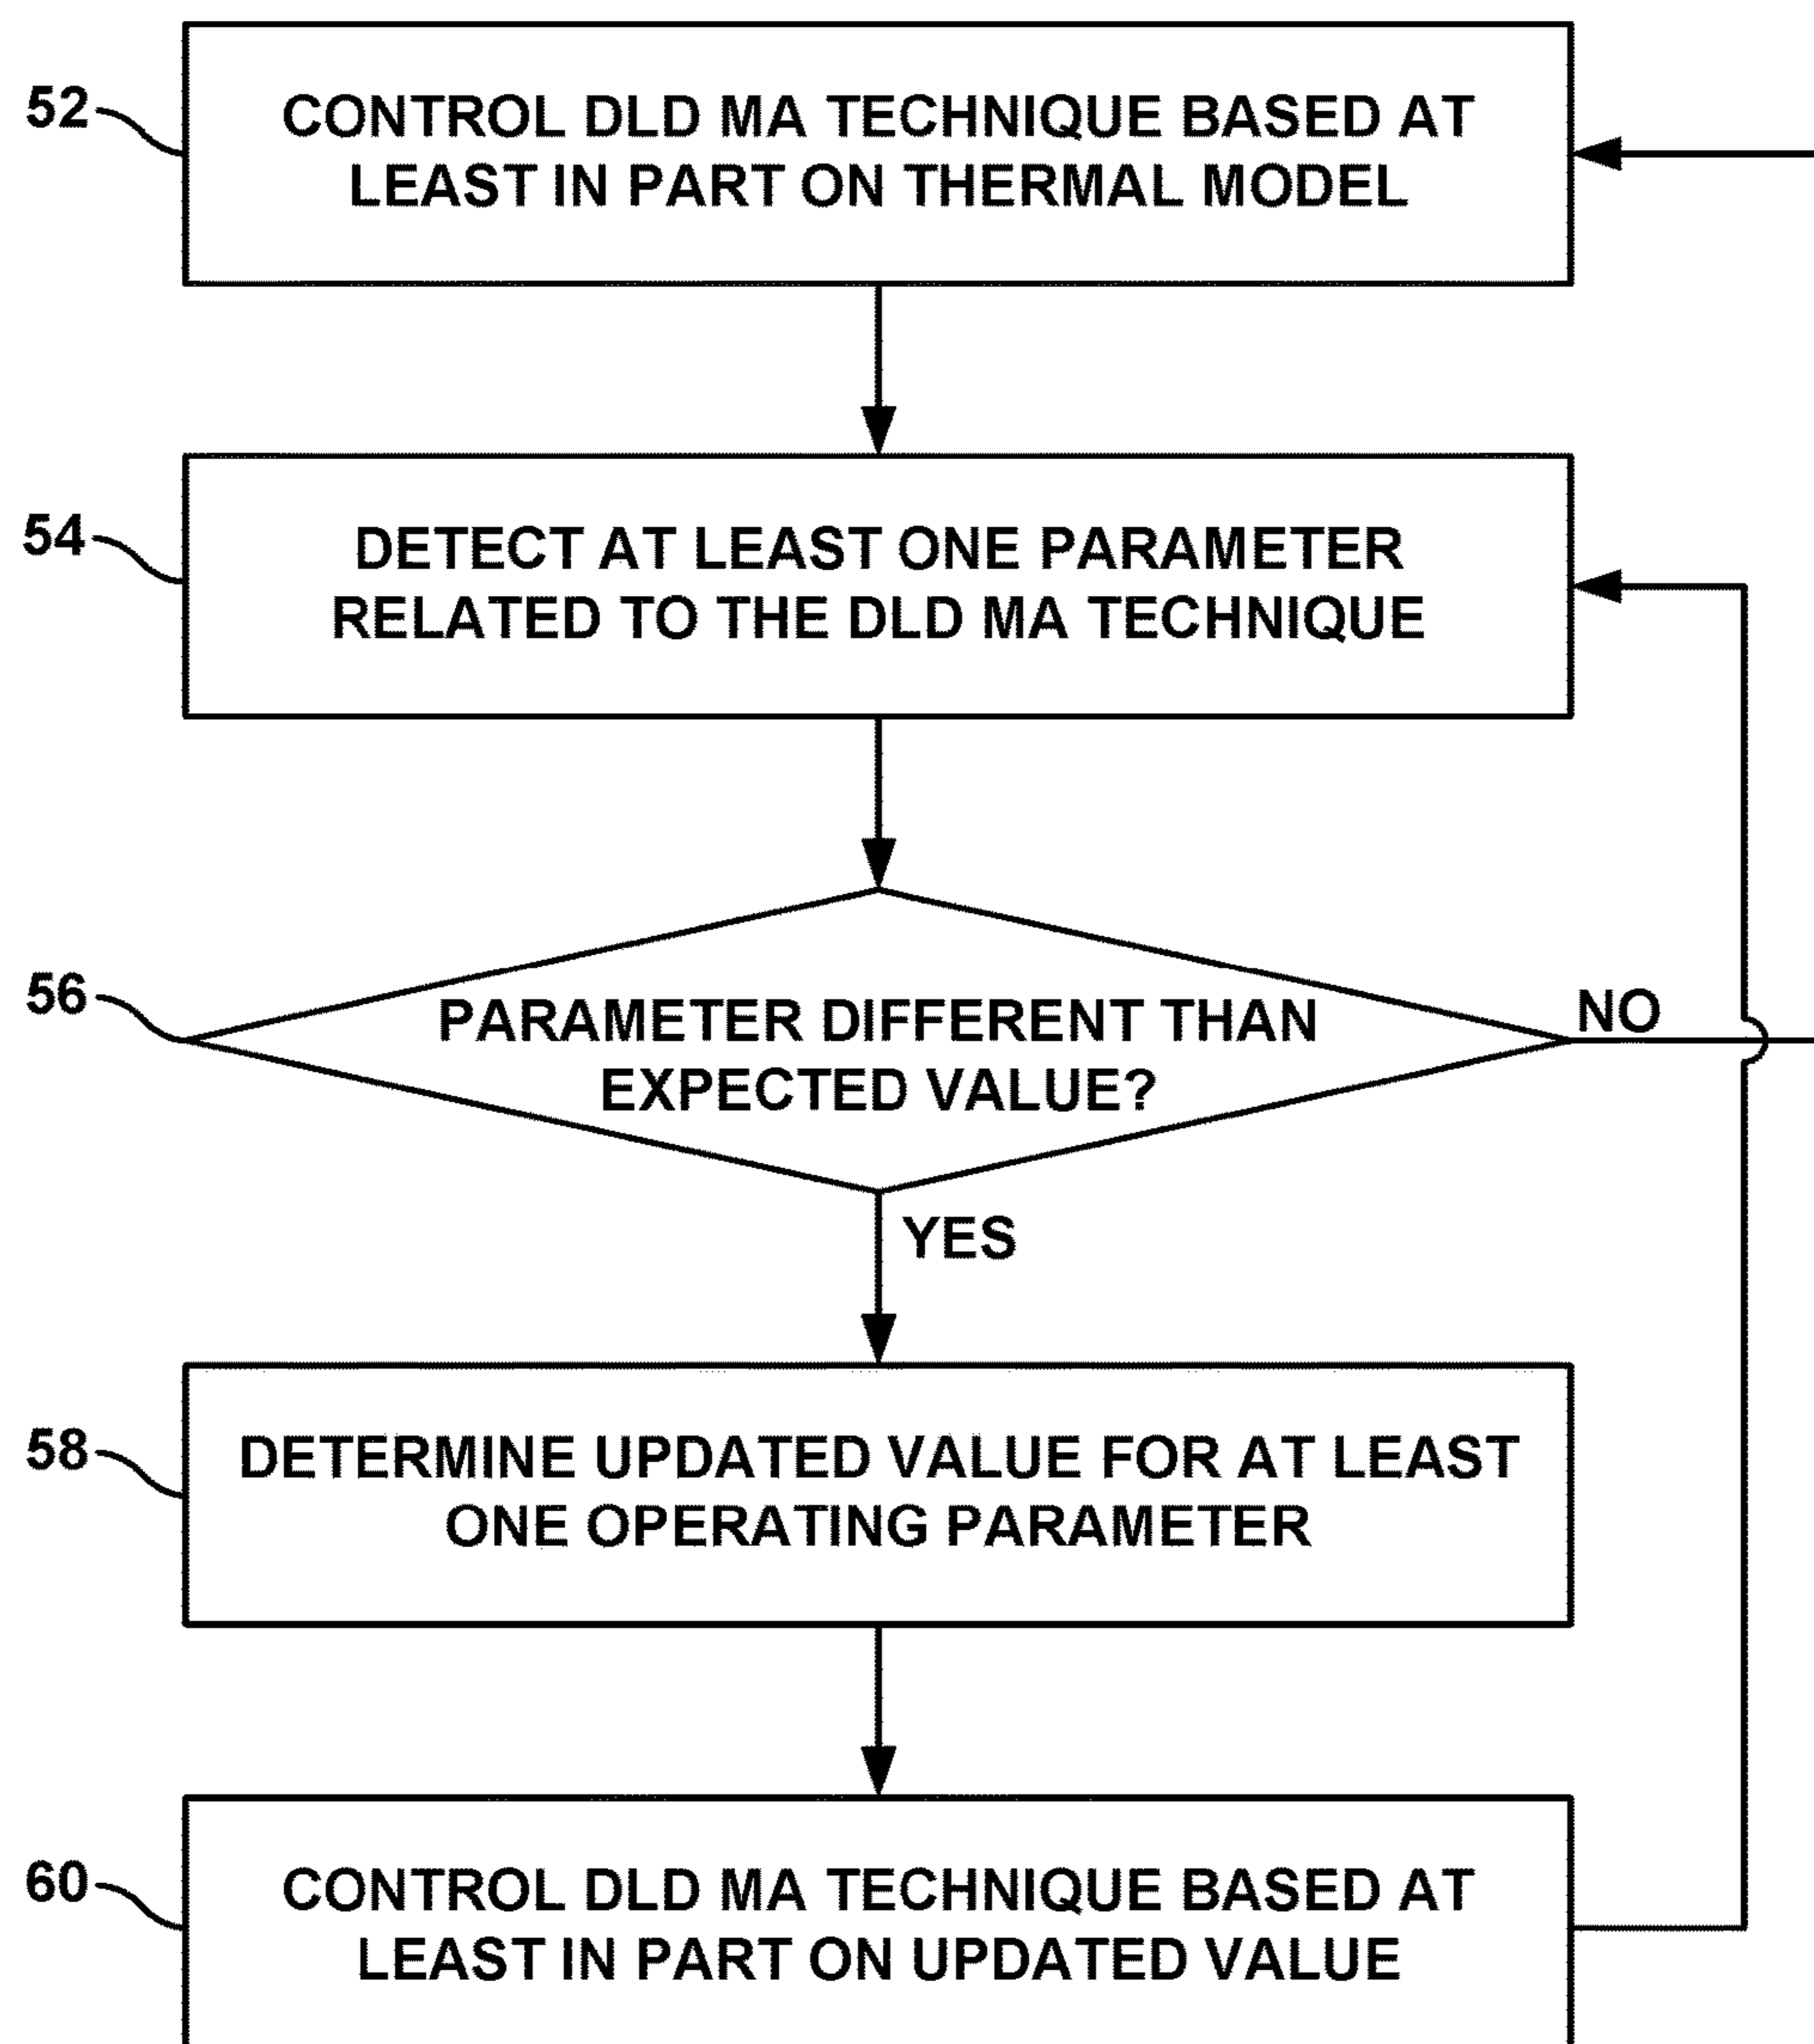 52
CONTROL DLD MA TECHNIQUE BASED AT
LEAST IN PART ON THERMAL MODEL
54
DETECT AT LEAST ONE PARAMETER
RELATED TO THE DLD MA TECHNIQUE
56
PARAMETER DIFFERENT THAN
EXPECTED VALUE?
NO
YES
58
DETERMINE UPDATED VALUE FOR AT LEAST
ONE OPERATING PARAMETER
60
CONTROL DLD MA TECHNIQUE BASED AT
LEAST IN PART ON UPDATED VALUE